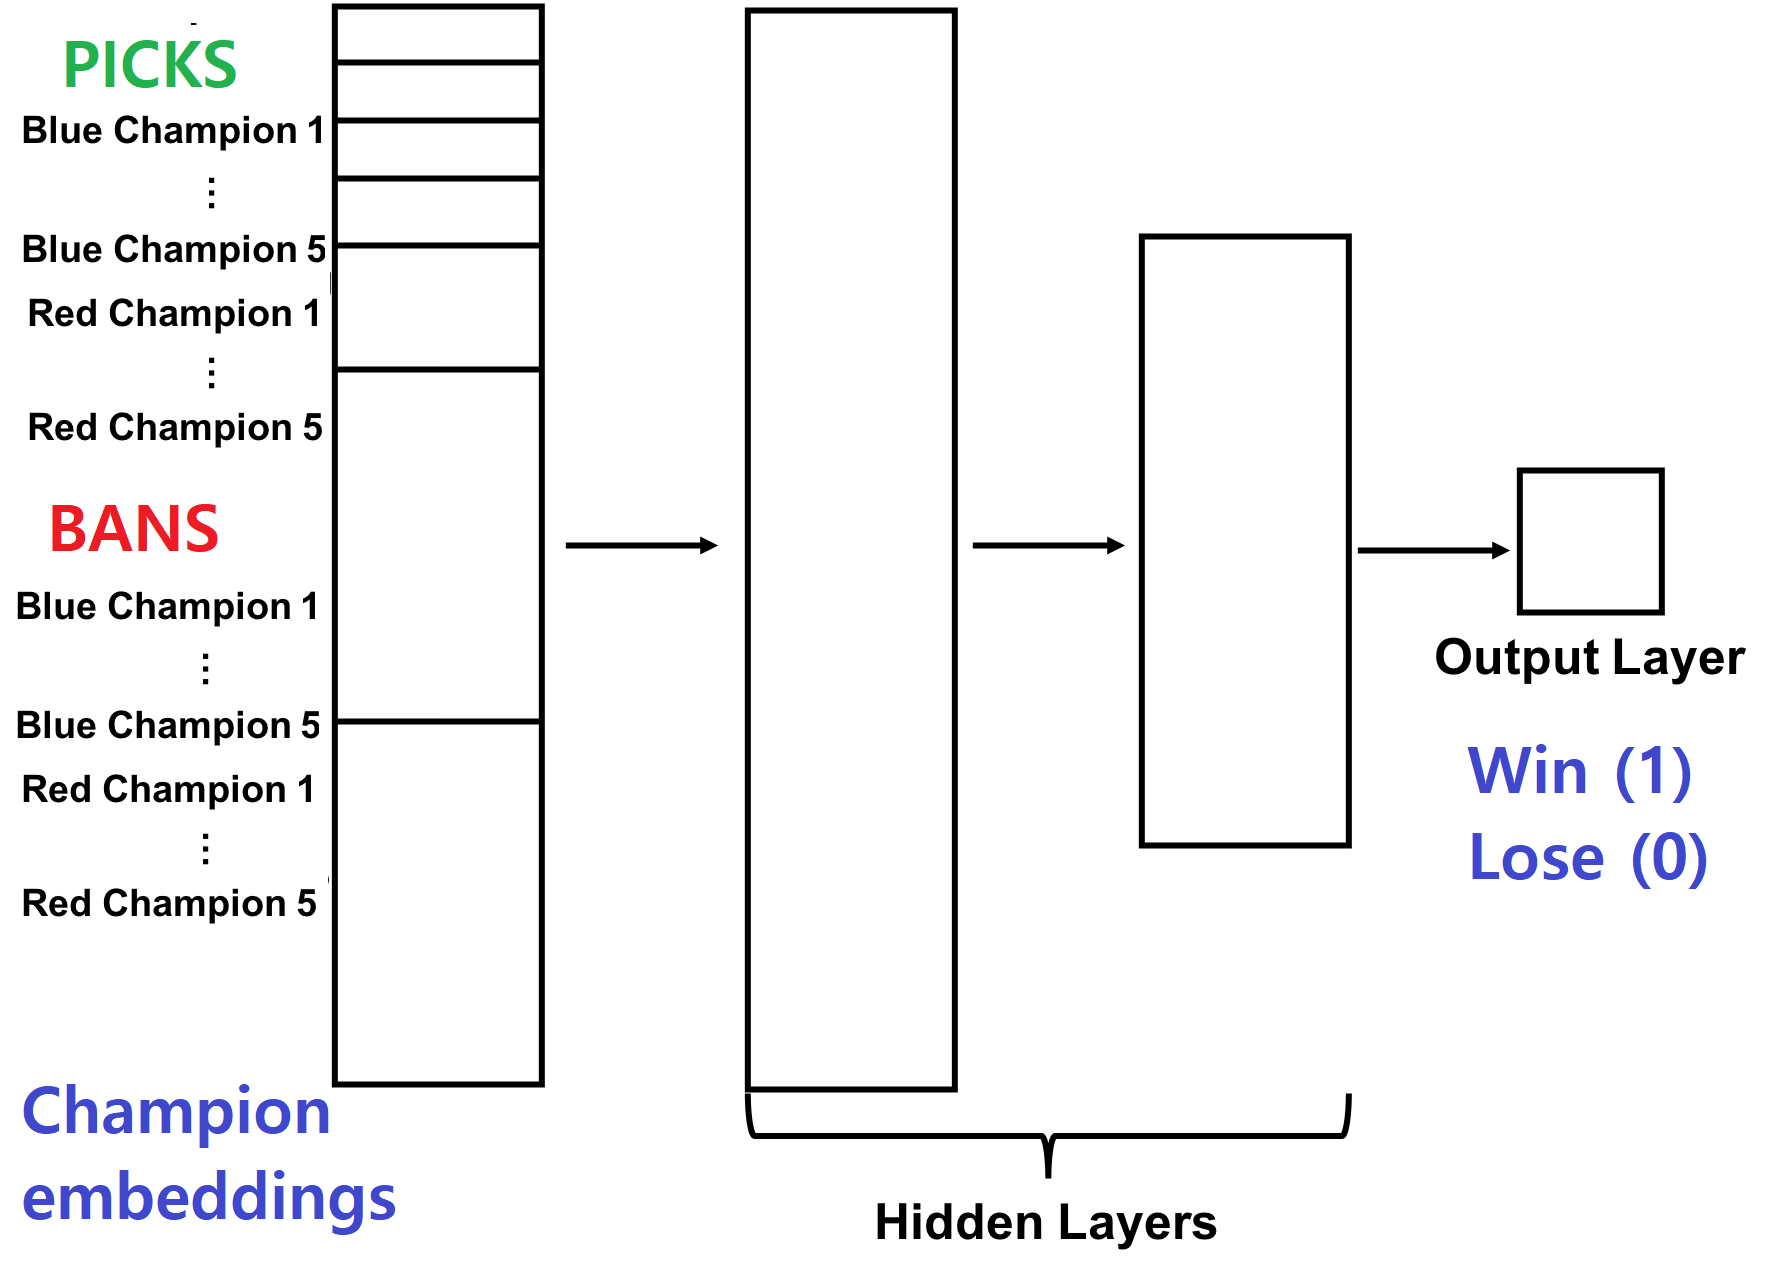 PICKS
Blue Champion 1
⋮
Blue Champion 5
Red Champion 1
⋮
Red Champion 5
BANS
Blue Champion 1
⋮
Blue Champion 5
Red Champion 1
⋮
Red Champion 5
Champion
embeddings
Hidden Layers
Output Layer
Win (1)
Lose (0)